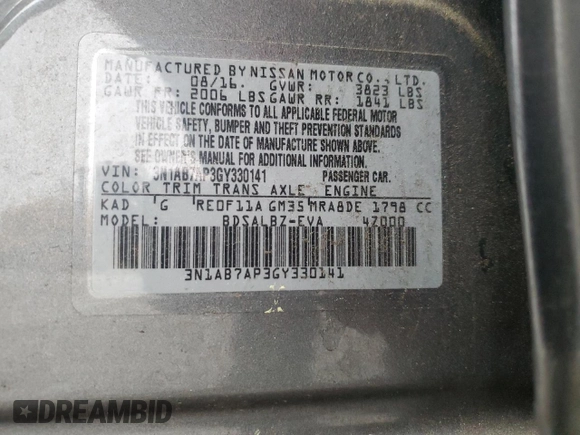 MANUFACTURED BY NISSAN MOTOR CO., LTD.
DATE: 08/16. GVWR: 3823 LBS
GAWR RR: 2006 LBS GAWR RR: 1841 LBS
THIS VEHICLE CONFORMS TO ALL APPLICABLE FEDERAL MOTOR
VEHICLE SAFETY, BUMPER AND THEFT PREVENTION STANDARDS
IN EFFECT ON THE DATE OF MANUFACTURE SHOWN ABOVE.
SEE OWNER'S MANUAL FOR ADDITIONAL INFORMATION
VIN: 3N1AB7AP3GY330141 PASSENGER CAR.
COLOR TRIM TRANS AXLE ENGINE
KAD 'G REOF11A GM35 MRA8DE 1798 CC
MODEL: BDSALBZ-EVA 47000
3N1AB7AP3GY330141
DREAMBID